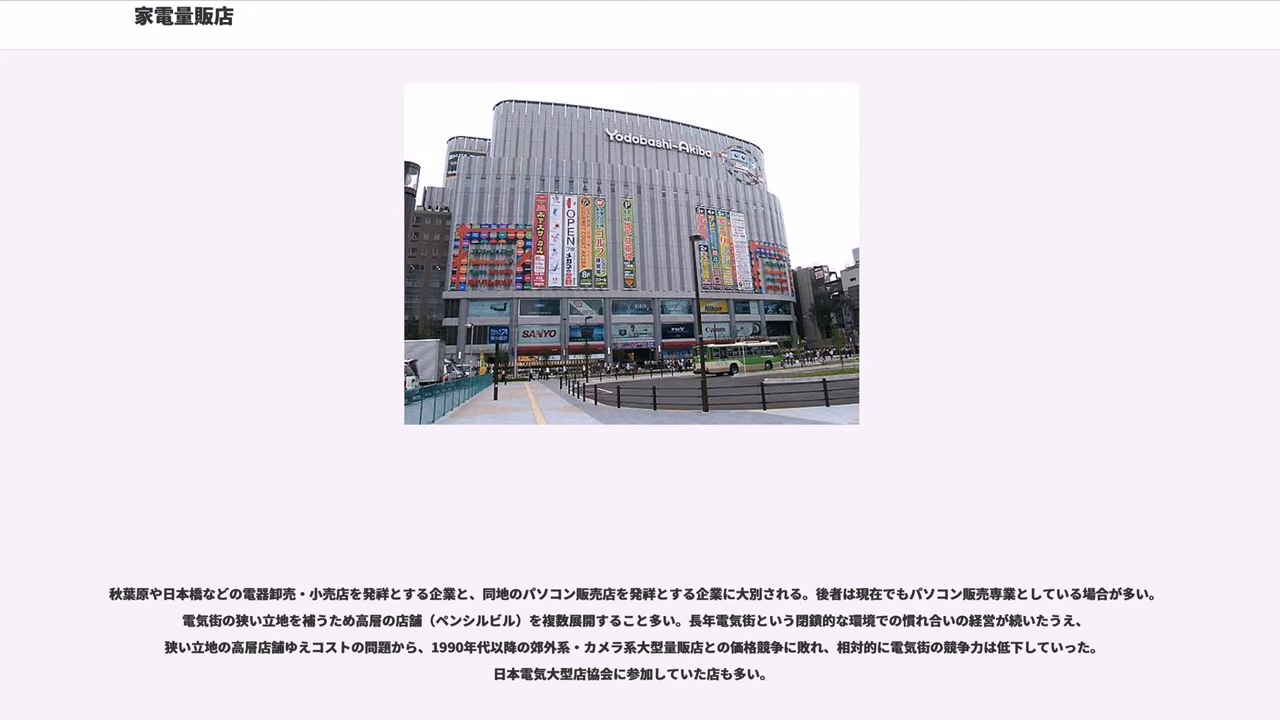 家電量販店
Yodobashi-Akiba
OPEN
ゴルフ
SANYO
Nikon
Canon
秋葉原や日本橋などの電器卸売・小売店を発祥とする企業と、同地のパソコン販売店を発祥とする企業に大別される。後者は現在でもパソコン販売専業としている場合が多い。
電気街の狭い立地を補うため高層の店舗（ペンシルビル）を複数展開すること多い。長年電気街という閉鎖的な環境での慣れ合いの経営が続いたうえ、
狭い立地の高層店舗ゆえコストの問題から、1990年代以降の郊外系・カメラ系大型量販店との価格競争に敗れ、相対的に電気街の競争力は低下していった。
日本電気大型店協会に参加していた店も多い。